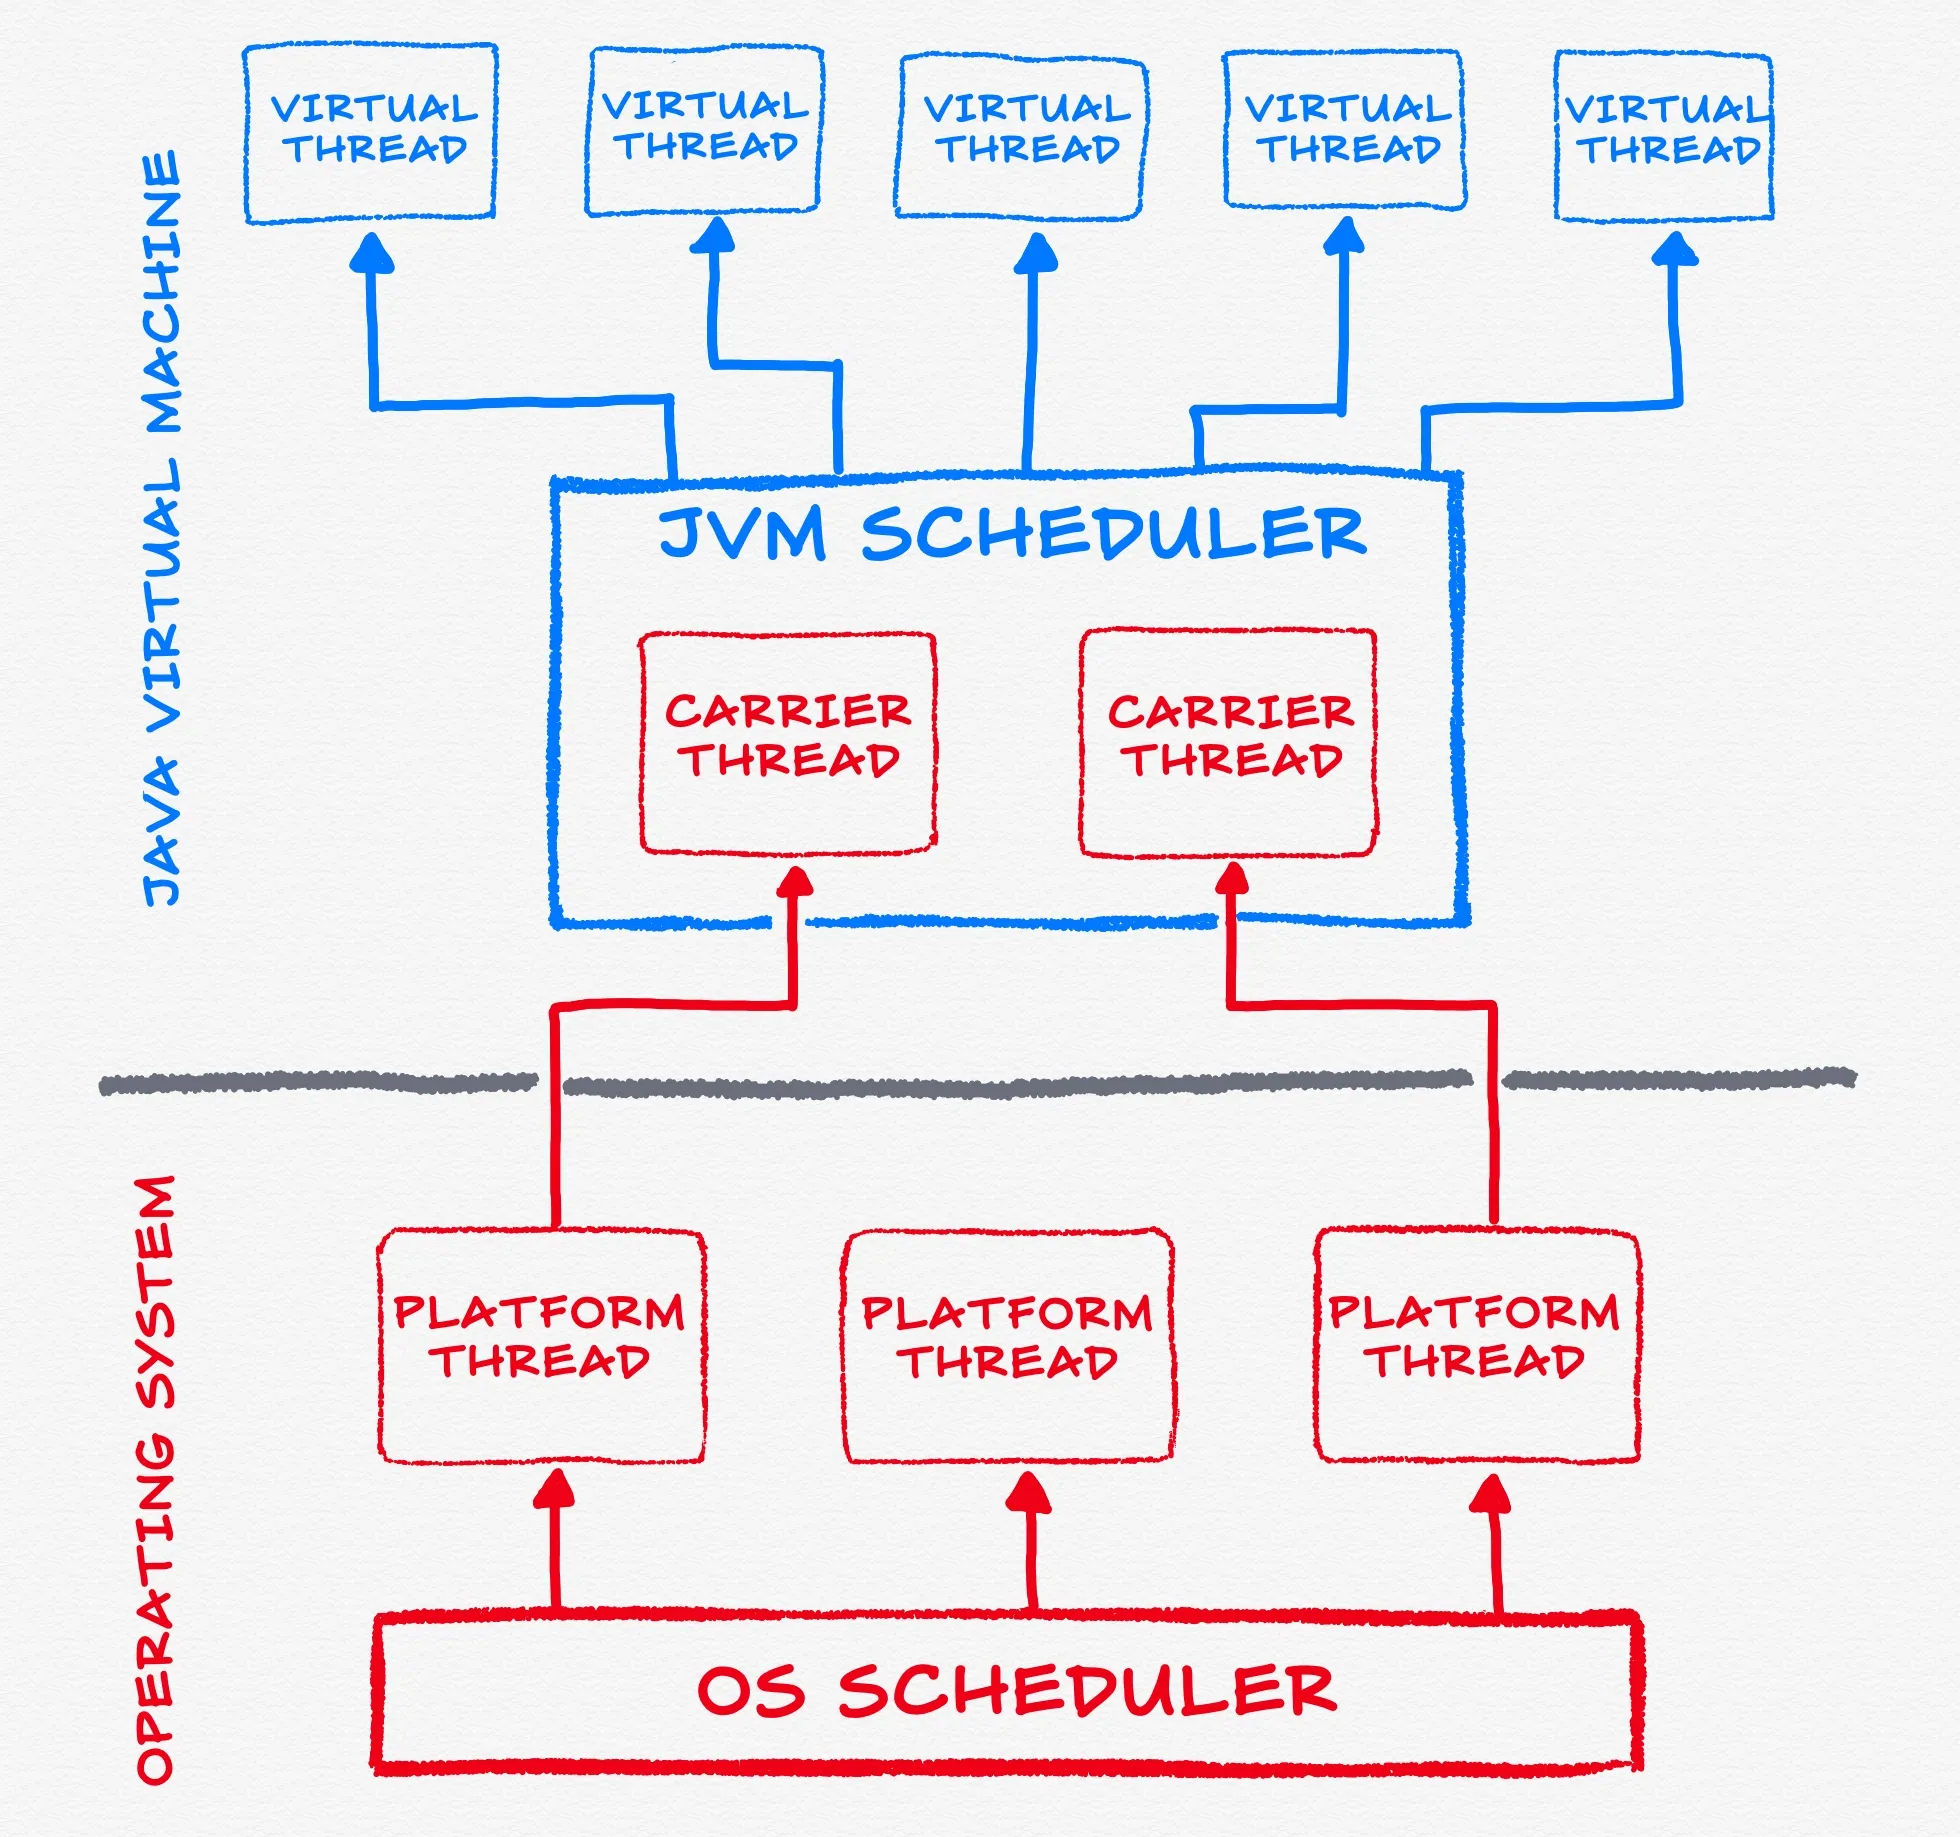 VIRTUAL
THREAD
VIRTUAL
THREAD
VIRTUAL
THREAD
VIRTUAL
THREAD
VIRTUAL
THREAD
JAVA VIRTUAL MACHINE
JVM SCHEDULER
CARRIER
THREAD
CARRIER
THREAD
OPERATING SYSTEM
PLATFORM
THREAD
PLATFORM
THREAD
PLATFORM
THREAD
OS SCHEDULER